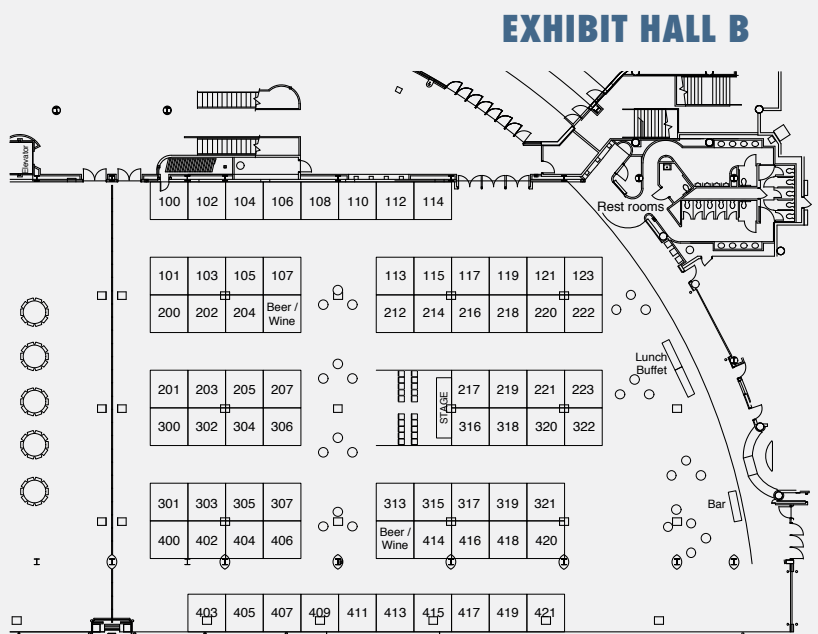 EXHIBIT HALL B
Elevator
Rest rooms
100 102 104 106 108 110 112 114
101 103 105 107 113 115 117 119 121 123
200 202 204 Beer / Wine 212 214 216 218 220 222
Lunch
Buffet
201 203 205 207 STAGE 217 219 221 223
300 302 304 306 316 318 320 322
301 303 305 307 313 315 317 319 321
Bar
400 402 404 406 Beer / Wine 414 416 418 420
403 405 407 409 411 413 415 417 419 421